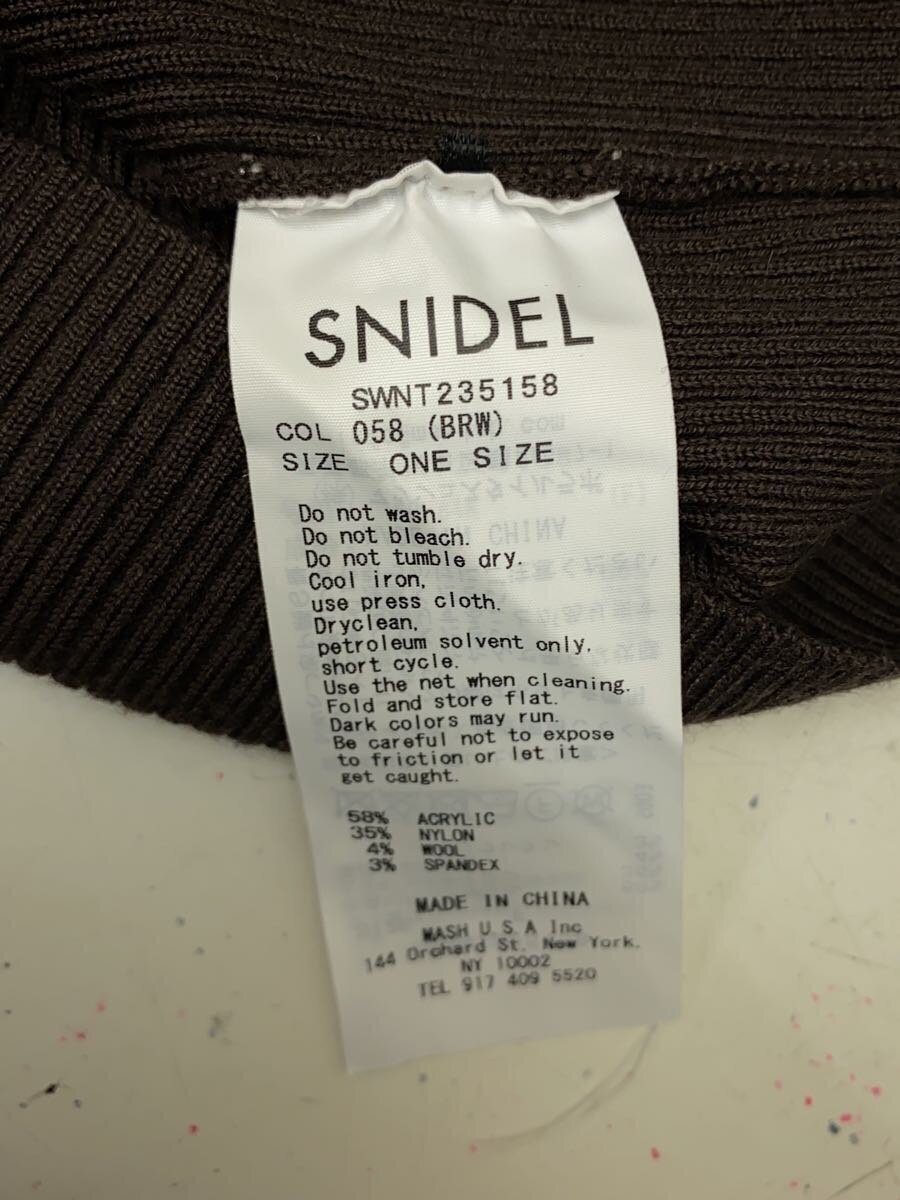 SNIDEL
SWNT235158
COL 058 (BRW)
SIZE ONE SIZE
Do not wash.
Do not bleach.
Do not tumble dry.
Cool iron,
use press cloth.
Dryclean,
petroleum solvent only,
short cycle.
Use the net when cleaning.
Fold and store flat.
Dark colors may run.
Be careful not to expose
to friction or let it
get caught.
58% ACRYLIC
35% NYLON
4% WOOL
3% SPANDEX
MADE IN CHINA
MASH U.S.A Inc
144 Orchard St. New York.
NY 10002
TEL 917 409 5520